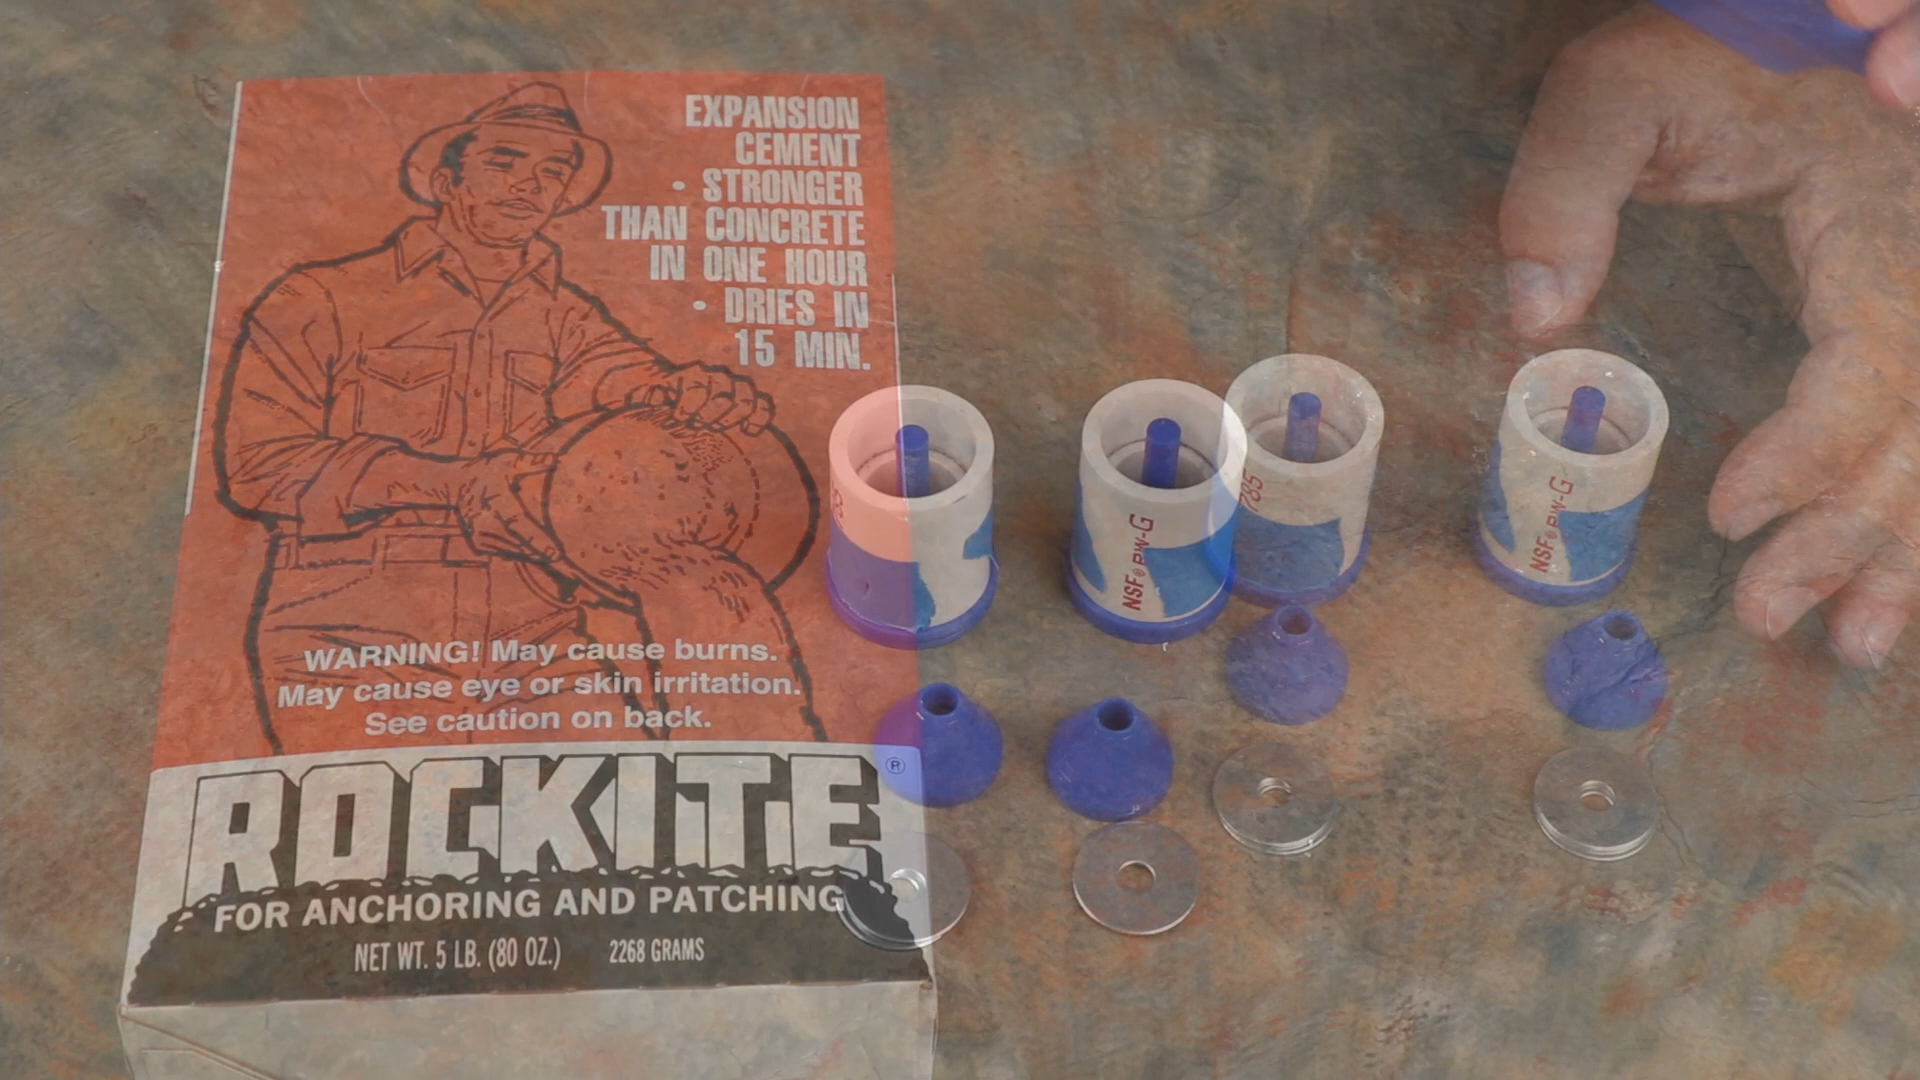 EXPANSION
CEMENT
• STRONGER
THAN CONCRETE
IN ONE HOUR
• DRIES IN
15 MIN.
WARNING! May cause burns.
May cause eye or skin irritation.
See caution on back.
ROCKITE®
FOR ANCHORING AND PATCHING
NET WT. 5 LB. (80 OZ.) 2268 GRAMS
NSF® PW-G
785
NSF® PW-G